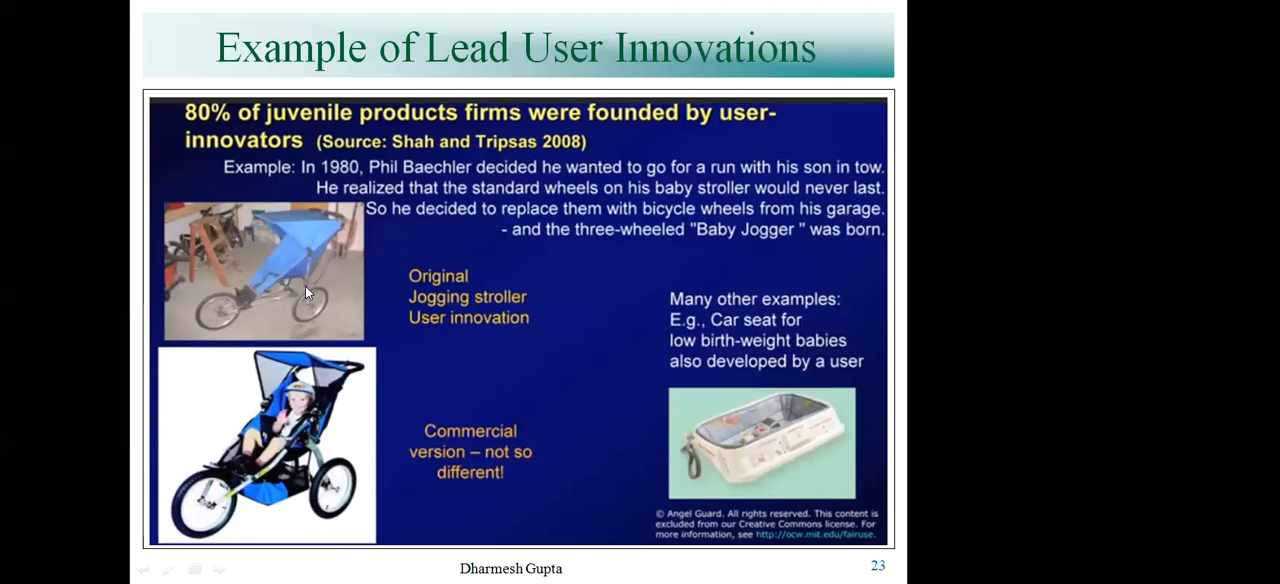 Example of Lead User Innovations
80% of juvenile products firms were founded by user-
innovators (Source: Shah and Tripsas 2008)
Example: In 1980, Phil Baechler decided he wanted to go for a run with his son in tow.
He realized that the standard wheels on his baby stroller would never last.
So he decided to replace them with bicycle wheels from his garage.
- and the three-wheeled "Baby Jogger " was born.
Original
Jogging stroller
User innovation
Many other examples:
E.g., Car seat for
low birth-weight babies
also developed by a user
Commercial
version – not so
different!
© Angel Guard. All rights reserved. This content is
excluded from our Creative Commons license. For
more information, see http://ocw.mit.edu/fairuse.
Dharmesh Gupta
23